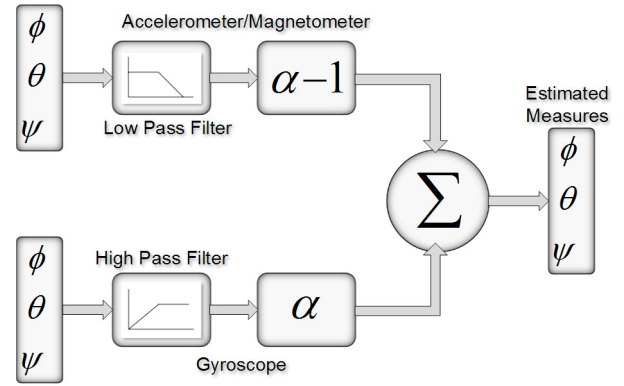 Accelerometer/Magnetometer
ϕ
θ
ψ
Low Pass Filter
α−1
Σ
Estimated
Measures
ϕ
θ
ψ
High Pass Filter
ϕ
θ
ψ
α
Gyroscope